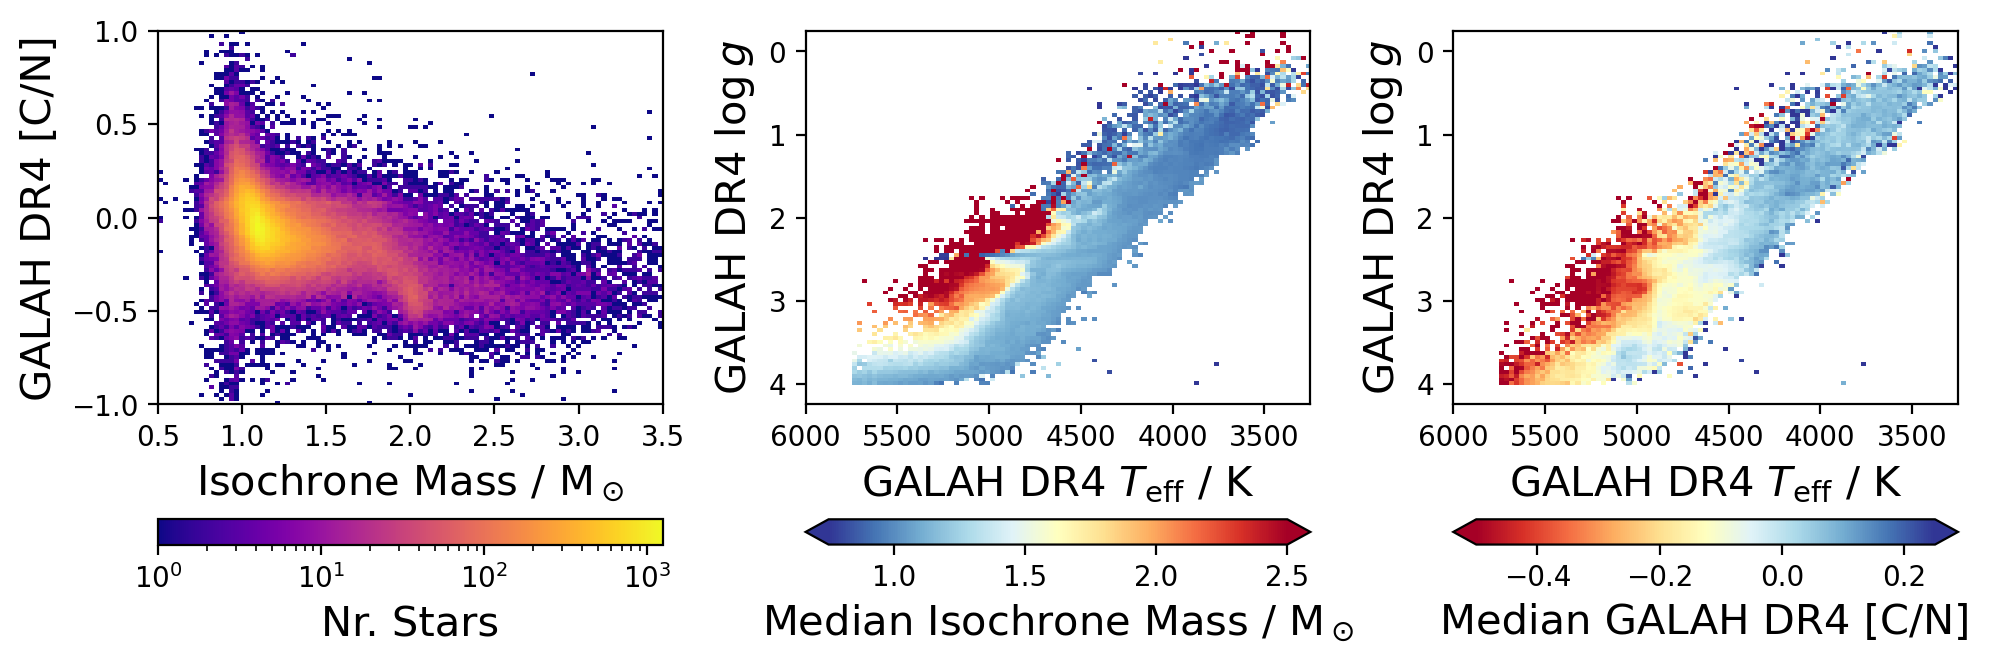 GALAH DR4 [C/N]
1.0
0.5
0.0
−0.5
−1.0
0.5 1.0 1.5 2.0 2.5 3.0 3.5
Isochrone Mass / M⊙
10⁰ 10¹ 10² 10³
Nr. Stars
GALAH DR4 log g
0
1
2
3
4
6000 5500 5000 4500 4000 3500
GALAH DR4 Teff / K
1.0 1.5 2.0 2.5
Median Isochrone Mass / M⊙
GALAH DR4 log g
0
1
2
3
4
6000 5500 5000 4500 4000 3500
GALAH DR4 Teff / K
−0.4 −0.2 0.0 0.2
Median GALAH DR4 [C/N]